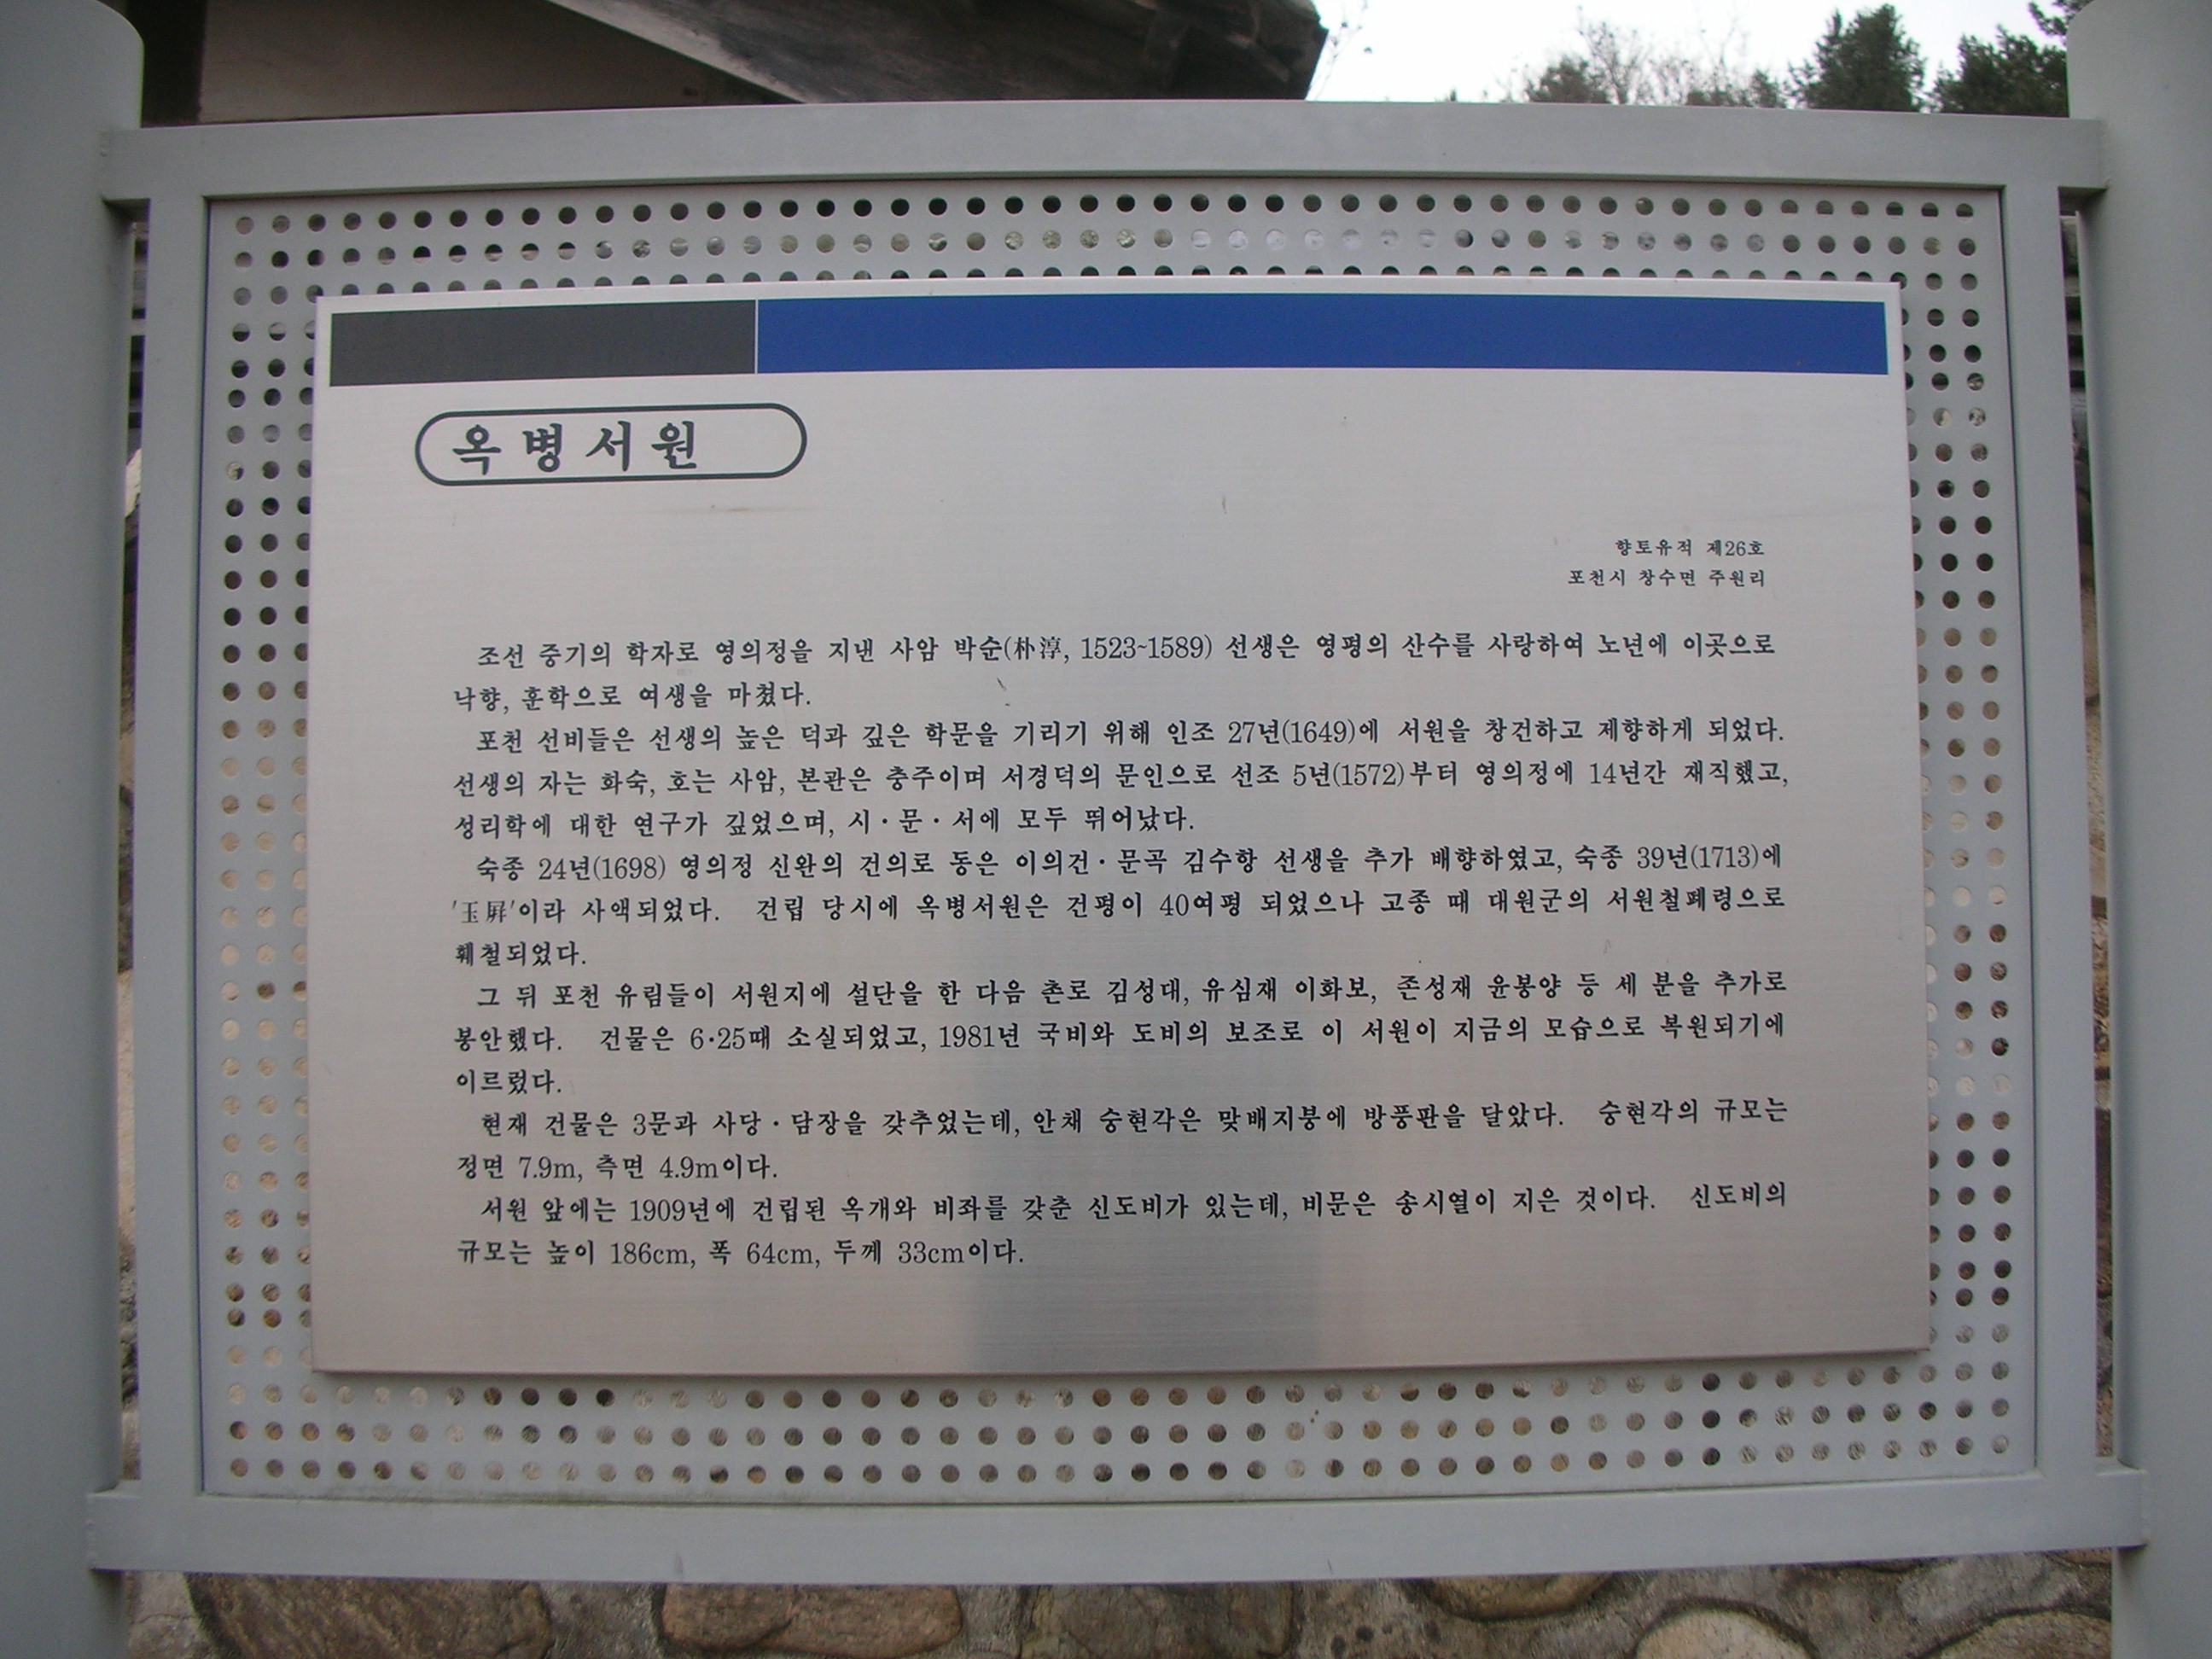 옥병서원
향토유적 제26호
포천시 창수면 주원리
조선 중기의 학자로 영의정을 지낸 사암 박순(朴淳, 1523~1589) 선생은 영평의 산수를 사랑하여 노년에 이곳으로
낙향, 훈학으로 여생을 마쳤다.
포천 선비들은 선생의 높은 덕과 깊은 학문을 기리기 위해 인조 27년(1649)에 서원을 창건하고 제향하게 되었다.
선생의 자는 화숙, 호는 사암, 본관은 충주이며 서경덕의 문인으로 선조 5년(1572)부터 영의정에 14년간 재직했고,
성리학에 대한 연구가 깊었으며, 시·문·서에 모두 뛰어났다.
숙종 24년(1698) 영의정 신완의 건의로 동은 이의건·문곡 김수항 선생을 추가 배향하였고, 숙종 39년(1713)에
'玉屛'이라 사액되었다. 건립 당시에 옥병서원은 건평이 40여평 되었으나 고종 때 대원군의 서원철폐령으로
훼철되었다.
그 뒤 포천 유림들이 서원지에 설단을 한 다음 촌로 김성대, 유심재 이화보, 존성재 윤봉양 등 세 분을 추가로
봉안했다. 건물은 6·25때 소실되었고, 1981년 국비와 도비의 보조로 이 서원이 지금의 모습으로 복원되기에
이르렀다.
현재 건물은 3문과 사당·담장을 갖추었는데, 안채 숭현각은 맞배지붕에 방풍판을 달았다. 숭현각의 규모는
정면 7.9m, 측면 4.9m이다.
서원 앞에는 1909년에 건립된 옥개와 비좌를 갖춘 신도비가 있는데, 비문은 송시열이 지은 것이다. 신도비의
규모는 높이 186cm, 폭 64cm, 두께 33cm이다.